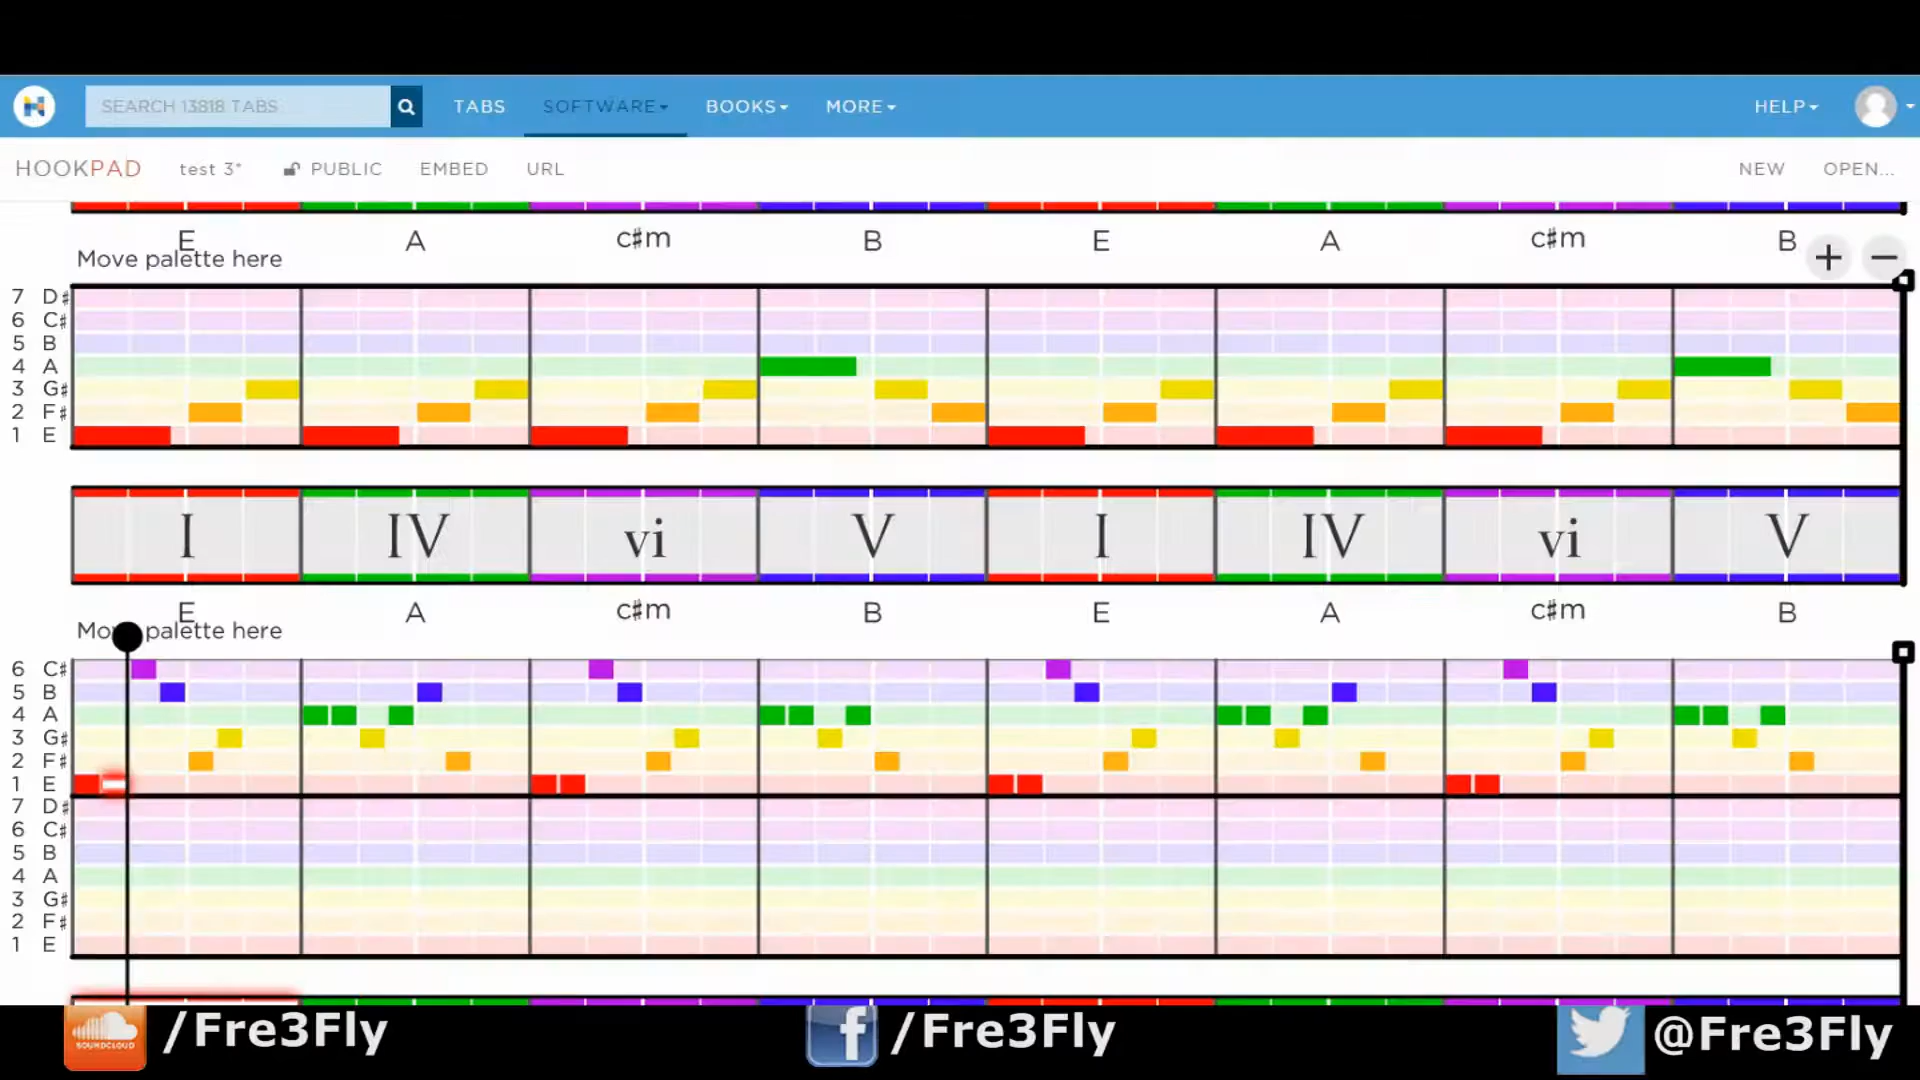 SEARCH 13818 TABS TABS SOFTWARE BOOKS MORE HELP
HOOKPAD test 3* PUBLIC EMBED URL NEW OPEN...
E A c♯m B E A c♯m B + −
Move palette here
7 D♯
6 C♯
5 B
4 A
3 G♯
2 F♯
1 E
I IV vi V I IV vi V
E A c♯m B E A c♯m B
Mo palette here
6 C♯
5 B
4 A
3 G♯
2 F♯
1 E
7 D♯
6 C♯
5 B
4 A
3 G♯
2 F♯
1 E
SOUNDCLOUD /Fre3Fly f /Fre3Fly @Fre3Fly